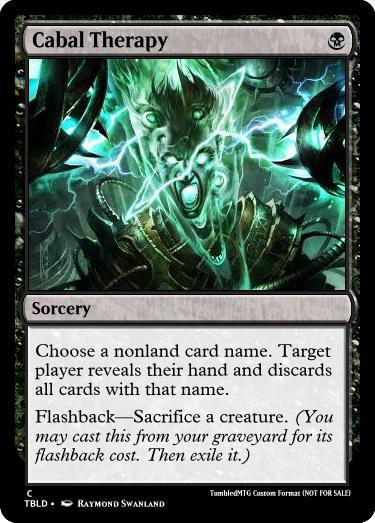 Cabal Therapy
Sorcery
Choose a nonland card name. Target
player reveals their hand and discards
all cards with that name.
Flashback—Sacrifice a creature. (You
may cast this from your graveyard for its
flashback cost. Then exile it.)
C
TBLD • RAYMOND SWANLAND
TumbledMTG Custom Format (NOT FOR SALE)